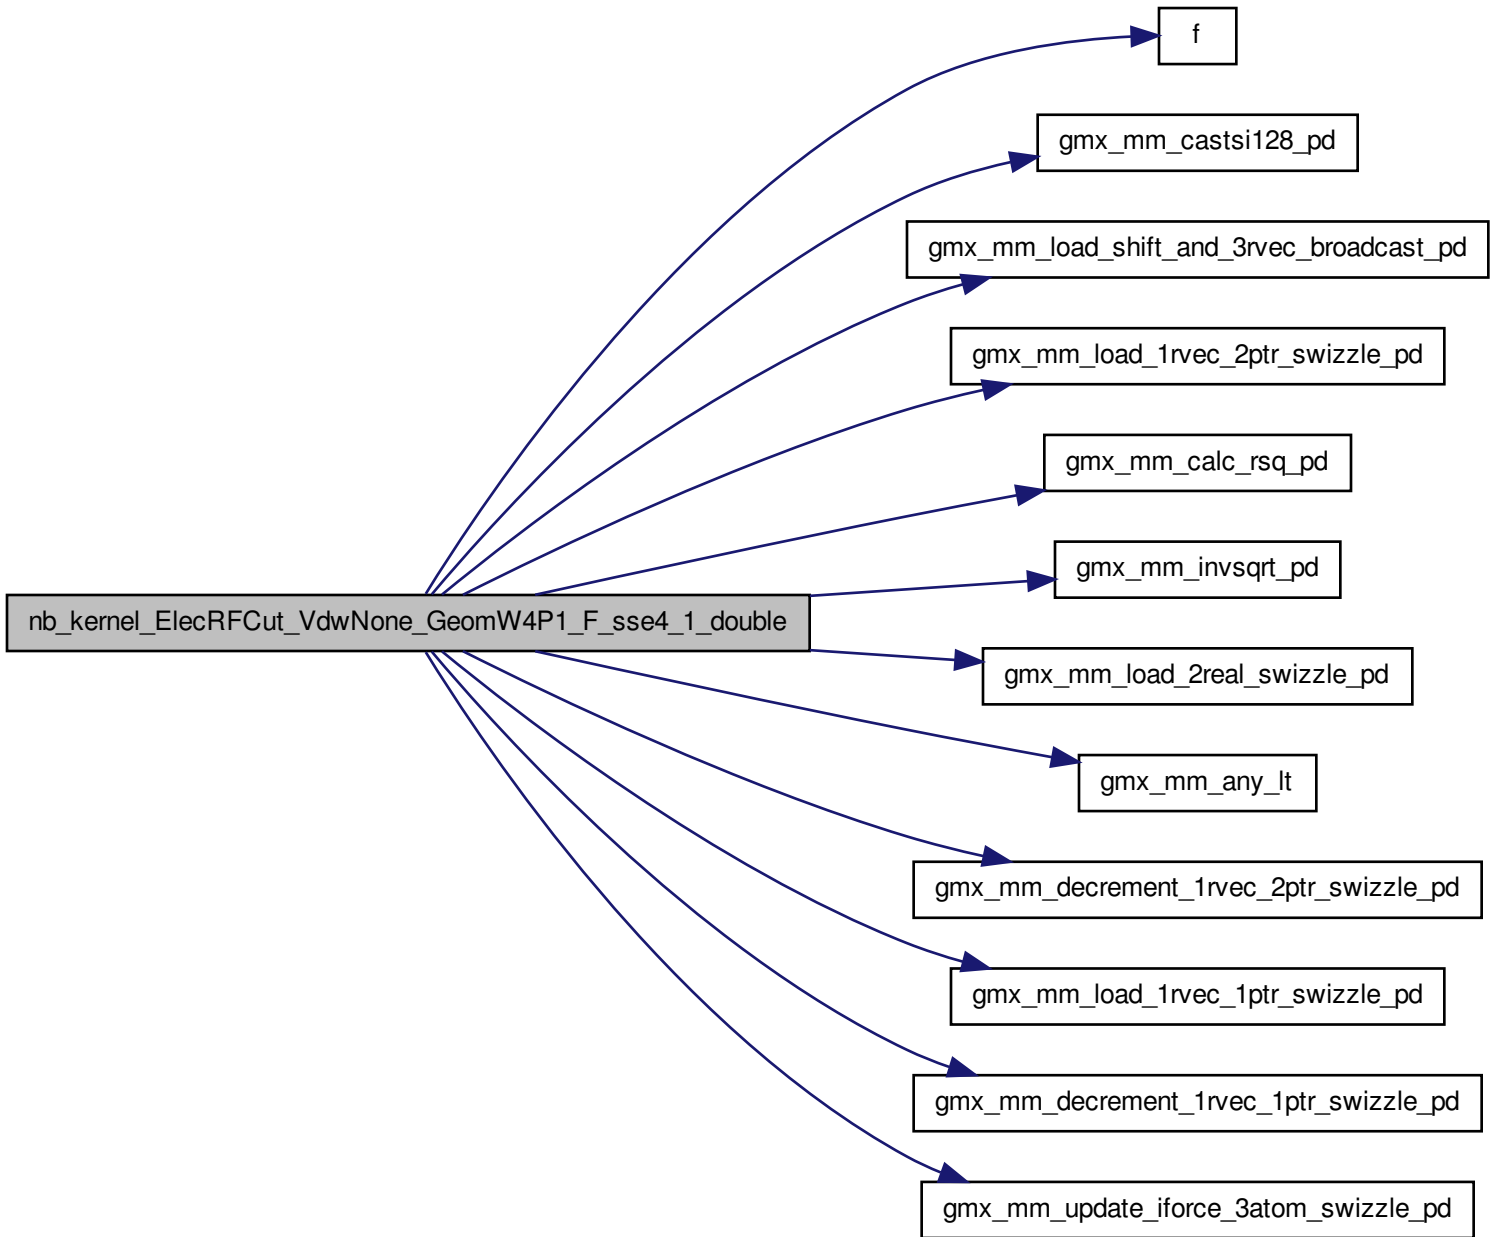 f
gmx_mm_castsi128_pd
gmx_mm_load_shift_and_3rvec_broadcast_pd
gmx_mm_load_1rvec_2ptr_swizzle_pd
gmx_mm_calc_rsq_pd
gmx_mm_invsqrt_pd
nb_kernel_ElecRFCut_VdwNone_GeomW4P1_F_sse4_1_double
gmx_mm_load_2real_swizzle_pd
gmx_mm_any_lt
gmx_mm_decrement_1rvec_2ptr_swizzle_pd
gmx_mm_load_1rvec_1ptr_swizzle_pd
gmx_mm_decrement_1rvec_1ptr_swizzle_pd
gmx_mm_update_iforce_3atom_swizzle_pd